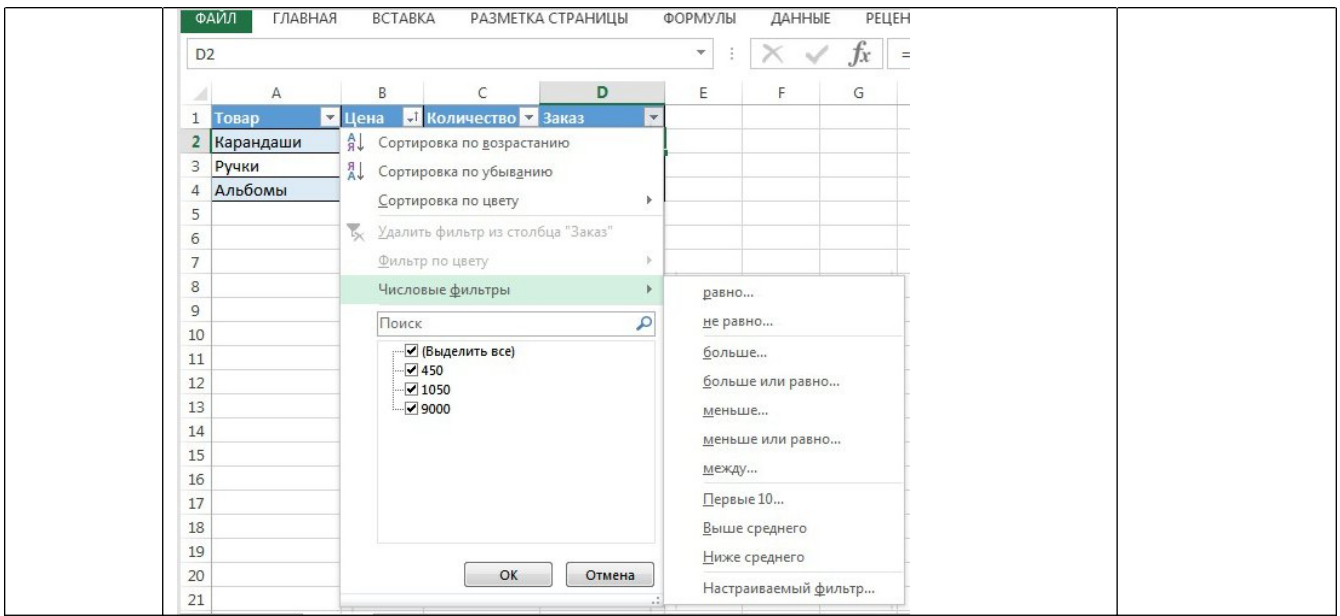 ФАЙЛ ГЛАВНАЯ ВСТАВКА РАЗМЕТКА СТРАНИЦЫ ФОРМУЛЫ ДАННЫЕ РЕЦЕН
D2 fx =
A B C D E F G
1 Товар Цена Количество Заказ
2 Карандаши
3 Ручки
4 Альбомы
5
6
7
8
9
10
11
12
13
14
15
16
17
18
19
20
21
Сортировка по возрастанию
Сортировка по убыванию
Сортировка по цвету
Удалить фильтр из столбца "Заказ"
Фильтр по цвету
Числовые фильтры
Поиск
(Выделить все)
450
1050
9000
ОК Отмена
равно...
не равно...
больше...
больше или равно...
меньше...
меньше или равно...
между...
Первые 10...
Выше среднего
Ниже среднего
Настраиваемый фильтр...